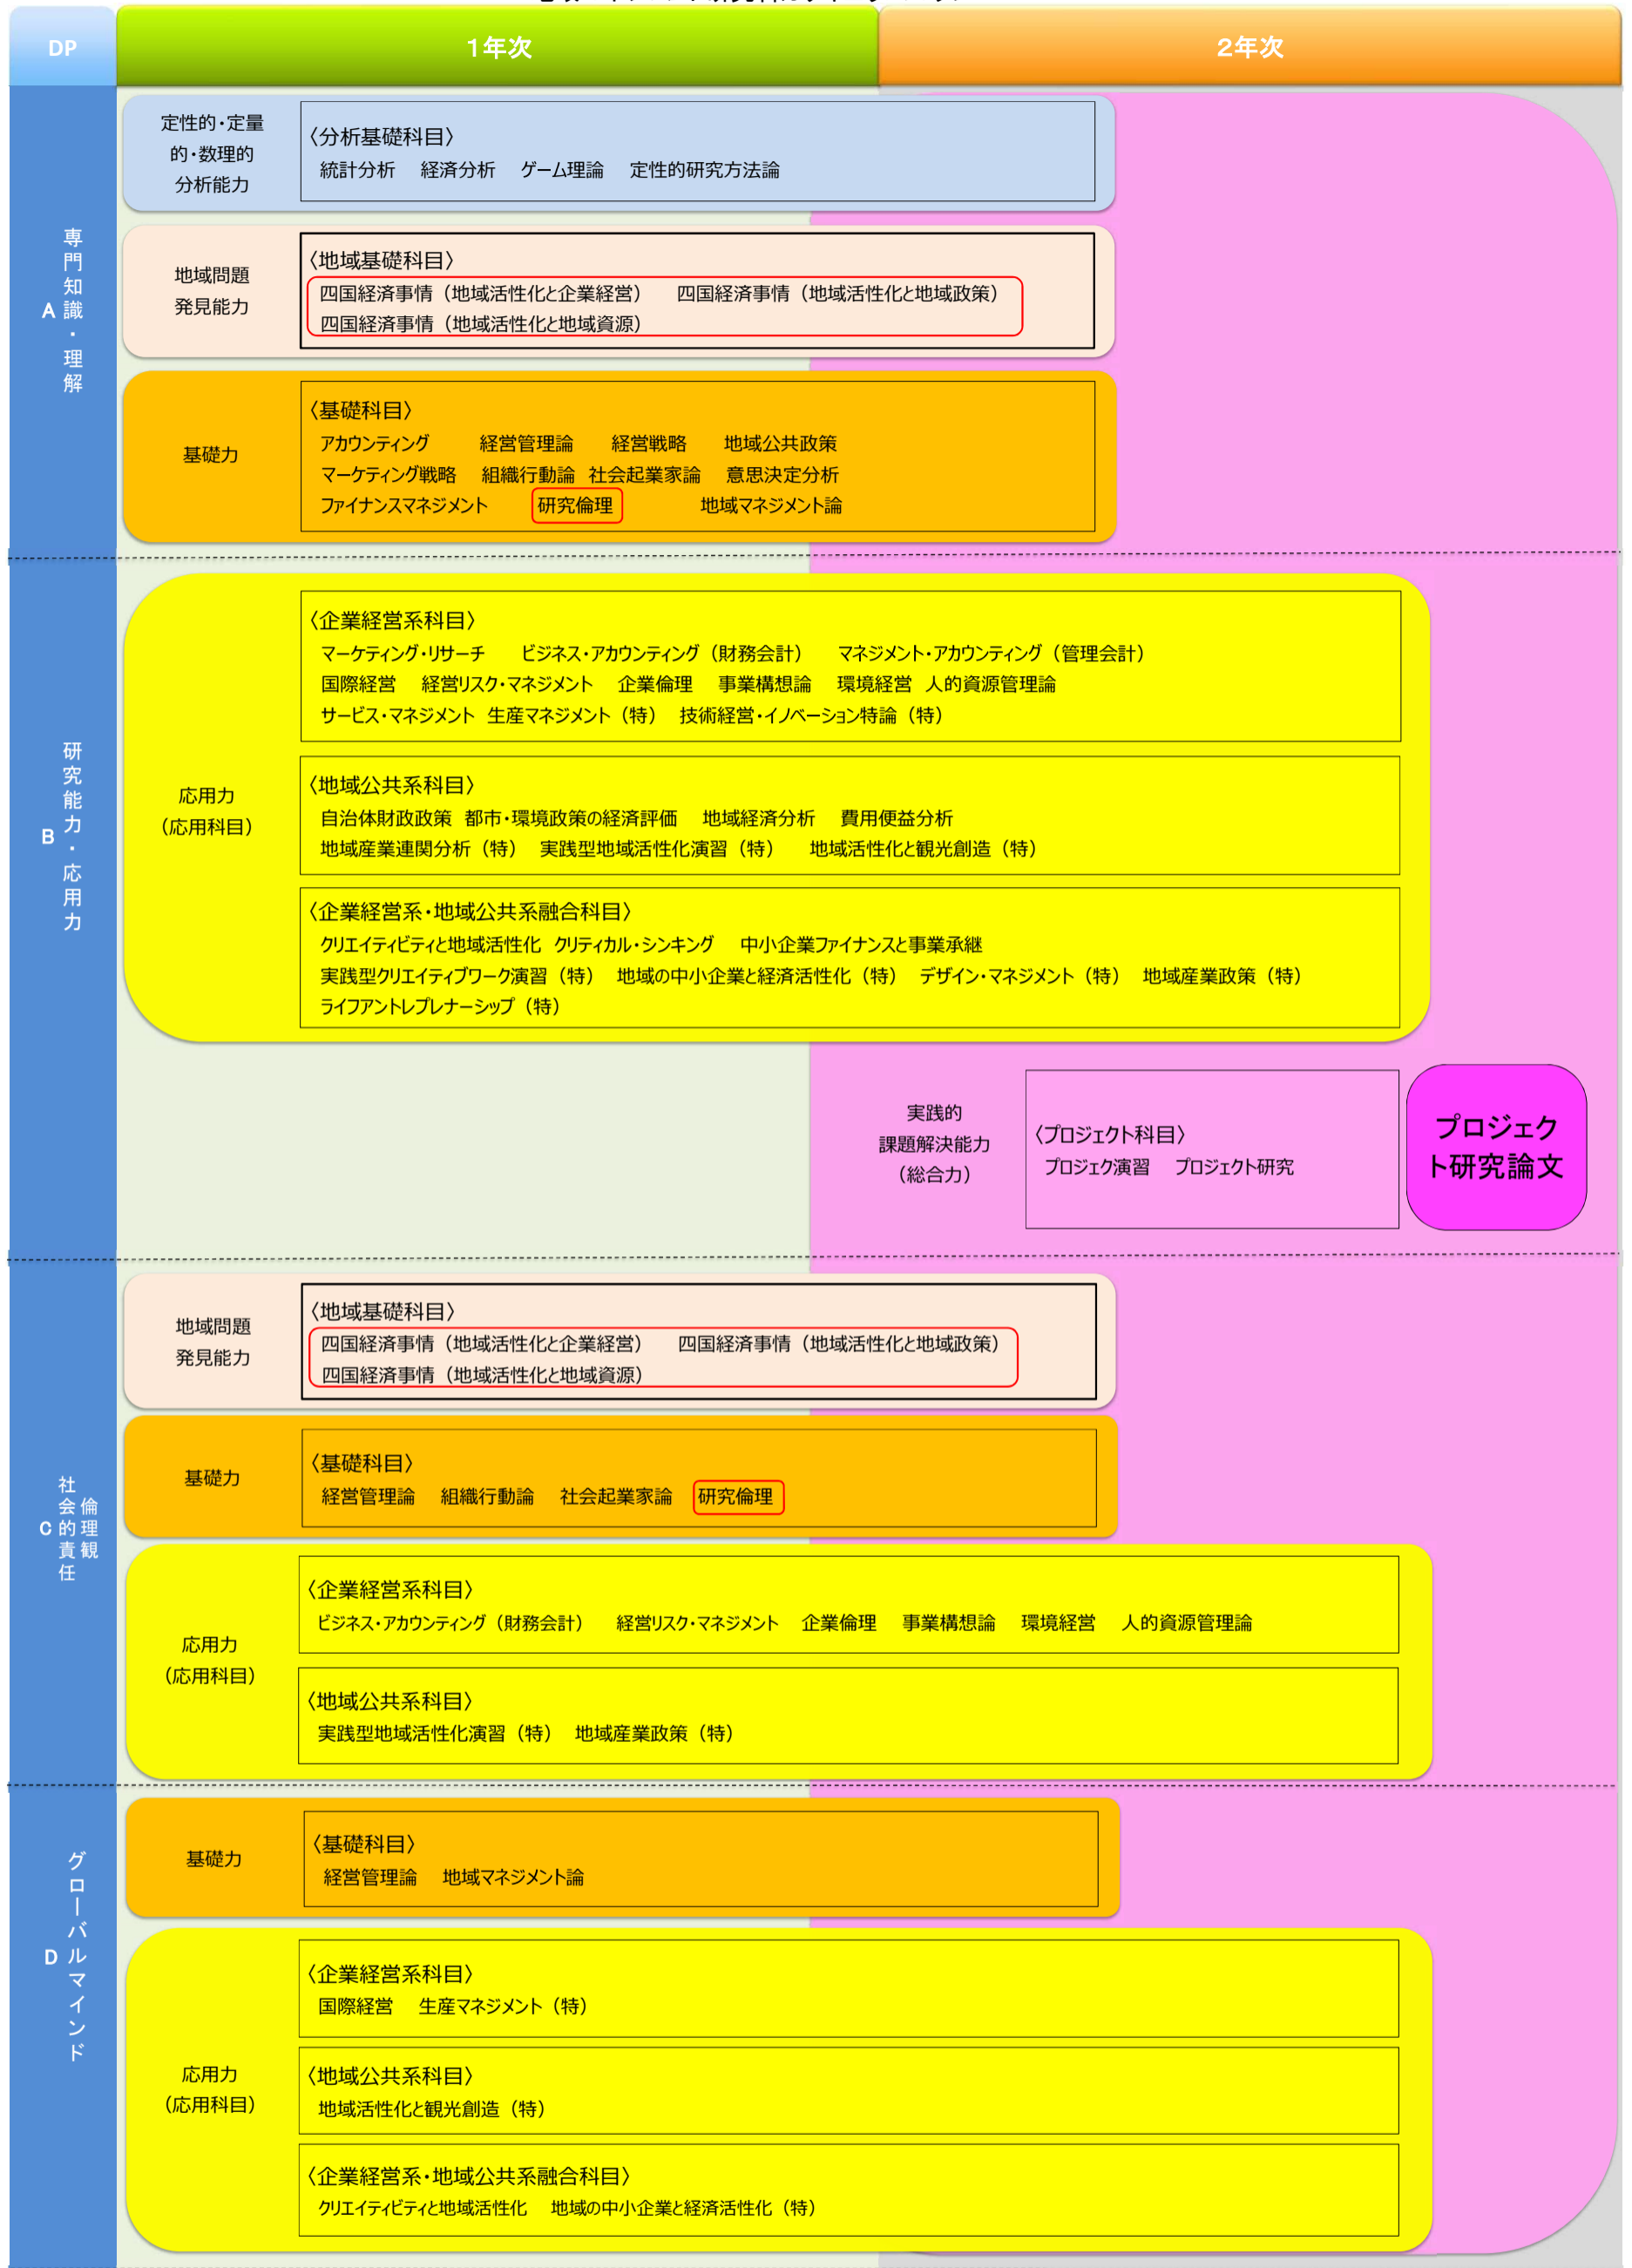 DP
1年次
2年次
A
専門知識・理解
定性的・定量
的・数理的
分析能力
〈分析基礎科目〉
統計分析 経済分析 ゲーム理論 定性的研究方法論
地域問題
発見能力
〈地域基礎科目〉
四国経済事情（地域活性化と企業経営） 四国経済事情（地域活性化と地域政策）
四国経済事情（地域活性化と地域資源）
基礎力
〈基礎科目〉
アカウンティング 経営管理論 経営戦略 地域公共政策
マーケティング戦略 組織行動論 社会起業家論 意思決定分析
ファイナンスマネジメント 研究倫理 地域マネジメント論
B
研究能力・応用力
応用力
（応用科目）
〈企業経営系科目〉
マーケティング・リサーチ ビジネス・アカウンティング（財務会計） マネジメント・アカウンティング（管理会計）
国際経営 経営リスク・マネジメント 企業倫理 事業構想論 環境経営 人的資源管理論
サービス・マネジメント 生産マネジメント（特） 技術経営・イノベーション特論（特）
〈地域公共系科目〉
自治体財政政策 都市・環境政策の経済評価 地域経済分析 費用便益分析
地域産業連関分析（特） 実践型地域活性化演習（特） 地域活性化と観光創造（特）
〈企業経営系・地域公共系融合科目〉
クリエイティビティと地域活性化 クリティカル・シンキング 中小企業ファイナンスと事業承継
実践型クリエイティブワーク演習（特） 地域の中小企業と経済活性化（特） デザイン・マネジメント（特） 地域産業政策（特）
ライフアントレプレナーシップ（特）
実践的
課題解決能力
（総合力）
〈プロジェクト科目〉
プロジェク演習 プロジェクト研究
プロジェク
ト研究論文
C
社会的責任
倫理観
地域問題
発見能力
〈地域基礎科目〉
四国経済事情（地域活性化と企業経営） 四国経済事情（地域活性化と地域政策）
四国経済事情（地域活性化と地域資源）
基礎力
〈基礎科目〉
経営管理論 組織行動論 社会起業家論 研究倫理
応用力
（応用科目）
〈企業経営系科目〉
ビジネス・アカウンティング（財務会計） 経営リスク・マネジメント 企業倫理 事業構想論 環境経営 人的資源管理論
〈地域公共系科目〉
実践型地域活性化演習（特） 地域産業政策（特）
D
グローバルマインド
基礎力
〈基礎科目〉
経営管理論 地域マネジメント論
応用力
（応用科目）
〈企業経営系科目〉
国際経営 生産マネジメント（特）
〈地域公共系科目〉
地域活性化と観光創造（特）
〈企業経営系・地域公共系融合科目〉
クリエイティビティと地域活性化 地域の中小企業と経済活性化（特）